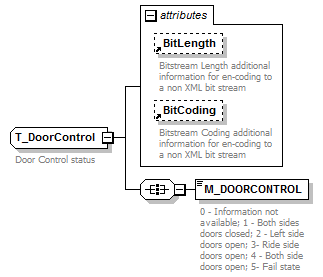 attributes
BitLength
Bitstream Length additional
information for en-coding to
a non XML bit stream
BitCoding
Bitstream Coding additional
information for en-coding to
a non XML bit stream
T_DoorControl
Door Control status
M_DOORCONTROL
0 - Information not
available; 1 - Both sides
doors closed; 2 - Left side
doors open; 3- Ride side
doors open; 4 - Both side
doors open; 5- Fail state